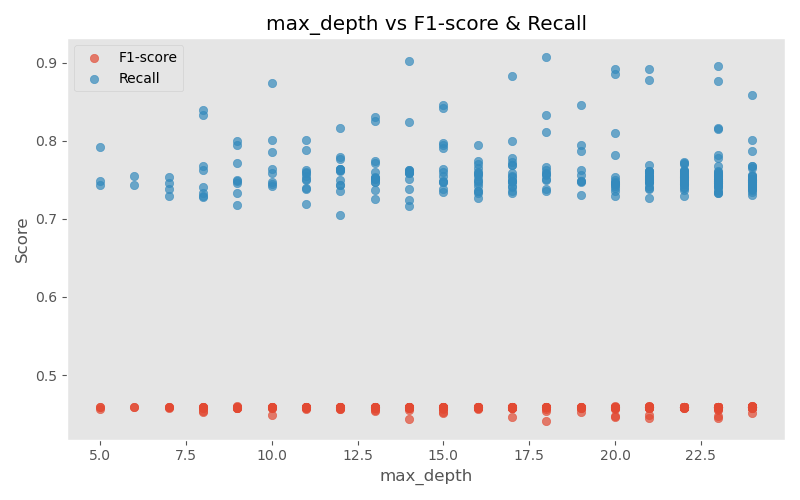 max_depth vs F1-score & Recall
F1-score
Recall
Score
0.9
0.8
0.7
0.6
0.5
5.0 7.5 10.0 12.5 15.0 17.5 20.0 22.5
max_depth